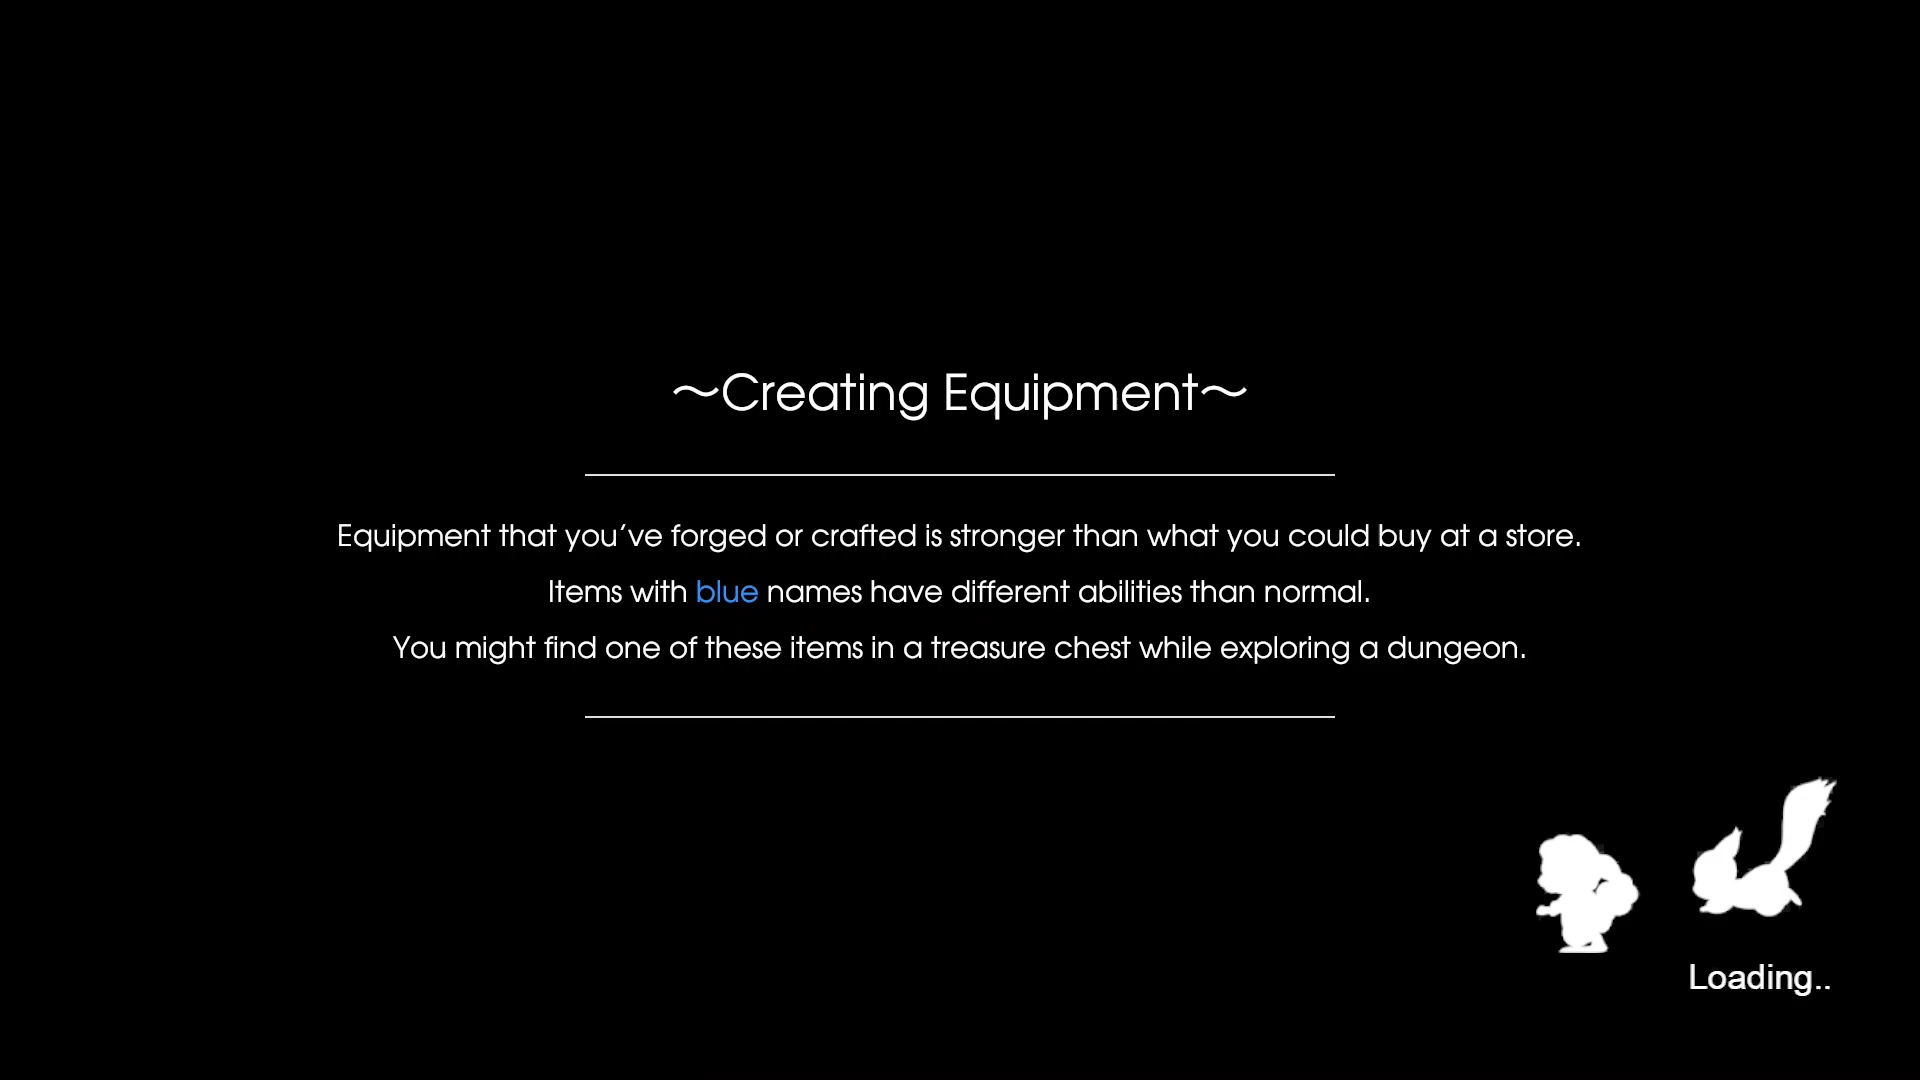 ～Creating Equipment～
Equipment that you’ve forged or crafted is stronger than what you could buy at a store.
Items with blue names have different abilities than normal.
You might find one of these items in a treasure chest while exploring a dungeon.
Loading..